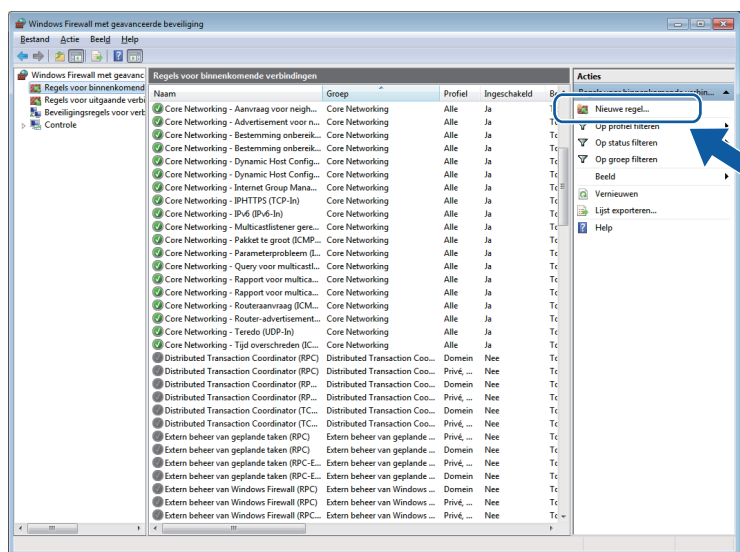 Windows Firewall met geavanceerde beveiliging
Bestand Actie Beeld Help
Windows Firewall met geavanc
Regels voor binnenkomend
Regels voor uitgaande verbi
Beveiligingsregels voor verb
Controle
Regels voor binnenkomende verbindingen
Naam Groep Profiel Ingeschakeld
Core Networking - Aanvraag voor neigh... Core Networking Alle Ja
Core Networking - Advertisement voor n... Core Networking Alle Ja
Core Networking - Bestemming onbereik... Core Networking Alle Ja
Core Networking - Bestemming onbereik... Core Networking Alle Ja
Core Networking - Dynamic Host Config... Core Networking Alle Ja
Core Networking - Dynamic Host Config... Core Networking Alle Ja
Core Networking - Internet Group Mana... Core Networking Alle Ja
Core Networking - IPHTTPS (TCP-In) Core Networking Alle Ja
Core Networking - IPv6 (IPv6-In) Core Networking Alle Ja
Core Networking - Multicastlistener gere... Core Networking Alle Ja
Core Networking - Pakket te groot (ICMP... Core Networking Alle Ja
Core Networking - Parameterprobleem (I... Core Networking Alle Ja
Core Networking - Query voor multicastl... Core Networking Alle Ja
Core Networking - Rapport voor multica... Core Networking Alle Ja
Core Networking - Rapport voor multica... Core Networking Alle Ja
Core Networking - Routeraanvraag (ICM... Core Networking Alle Ja
Core Networking - Router-advertisement... Core Networking Alle Ja
Core Networking - Teredo (UDP-In) Core Networking Alle Ja
Core Networking - Tijd overschreden (IC... Core Networking Alle Ja
Distributed Transaction Coordinator (RPC) Distributed Transaction Coo... Domein Nee
Distributed Transaction Coordinator (RPC) Distributed Transaction Coo... Privé, ... Nee
Distributed Transaction Coordinator (RP... Distributed Transaction Coo... Domein Nee
Distributed Transaction Coordinator (RP... Distributed Transaction Coo... Privé, ... Nee
Distributed Transaction Coordinator (TC... Distributed Transaction Coo... Domein Nee
Distributed Transaction Coordinator (TC... Distributed Transaction Coo... Privé, ... Nee
Extern beheer van geplande taken (RPC) Extern beheer van geplande ... Privé, ... Nee
Extern beheer van geplande taken (RPC) Extern beheer van geplande ... Domein Nee
Extern beheer van geplande taken (RPC-E... Extern beheer van geplande ... Privé, ... Nee
Extern beheer van geplande taken (RPC-E... Extern beheer van geplande ... Domein Nee
Extern beheer van Windows Firewall (RPC) Extern beheer van Windows ... Domein Nee
Extern beheer van Windows Firewall (RPC) Extern beheer van Windows ... Privé, ... Nee
Extern beheer van Windows Firewall (RPC... Extern beheer van Windows ... Privé, ... Nee
Acties
Regels voor binnenkomende verbin...
Nieuwe regel...
Op profiel filteren
Op status filteren
Op groep filteren
Beeld
Vernieuwen
Lijst exporteren...
Help